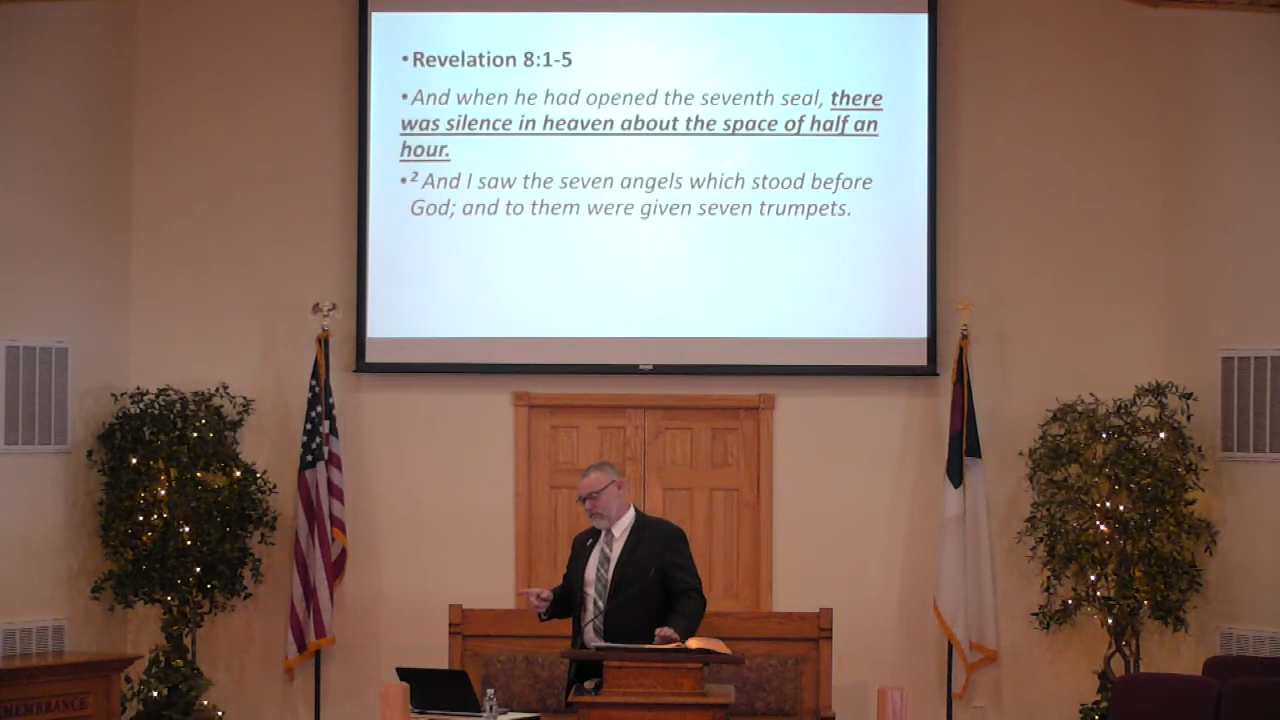 •Revelation 8:1-5
•And when he had opened the seventh seal, there
was silence in heaven about the space of half an
hour.
•2 And I saw the seven angels which stood before
God; and to them were given seven trumpets.
EMBRANCE